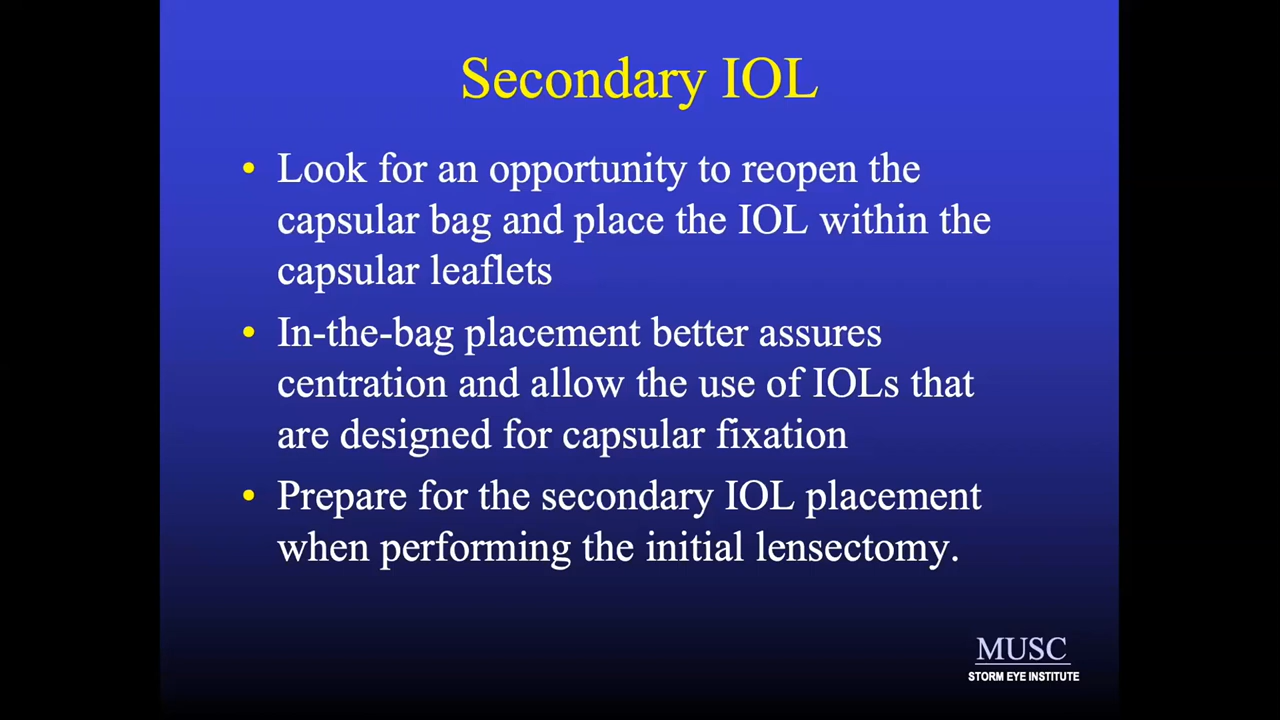 Secondary IOL
• Look for an opportunity to reopen the
capsular bag and place the IOL within the
capsular leaflets
• In-the-bag placement better assures
centration and allow the use of IOLs that
are designed for capsular fixation
• Prepare for the secondary IOL placement
when performing the initial lensectomy.
MUSC
STORM EYE INSTITUTE